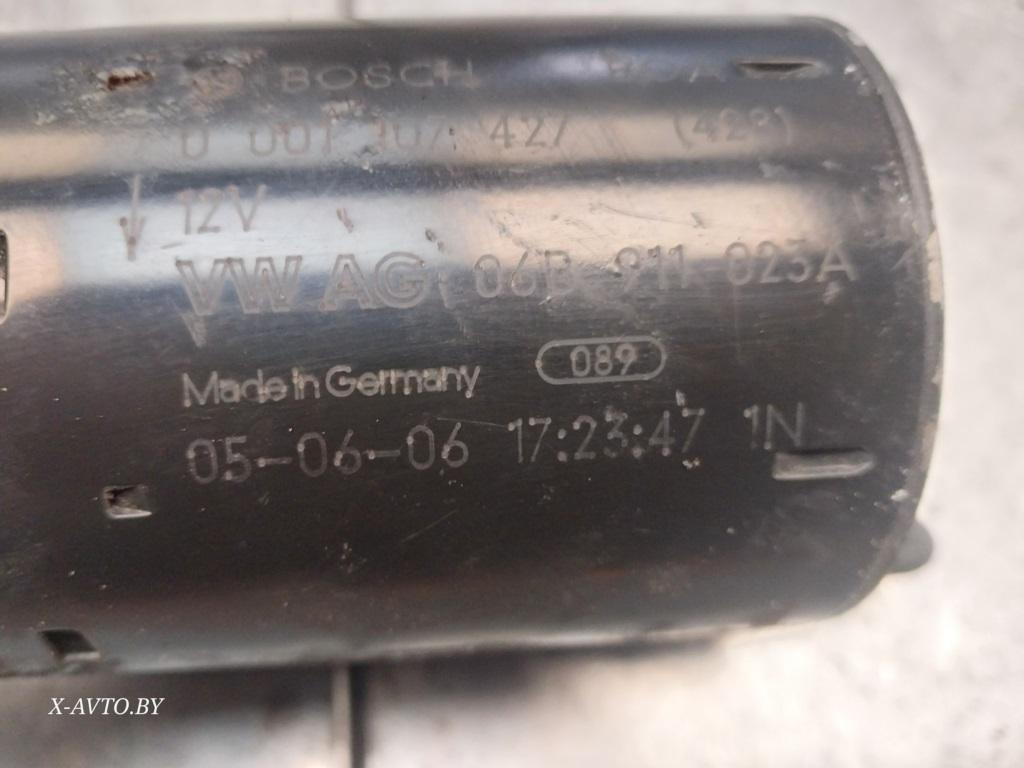 BOSCH
0 001 107 427 (428)
12V
VW AG 06B 911 023A
089
Made in Germany
05-06-06 17:23:47 1N
X-AVTO.BY